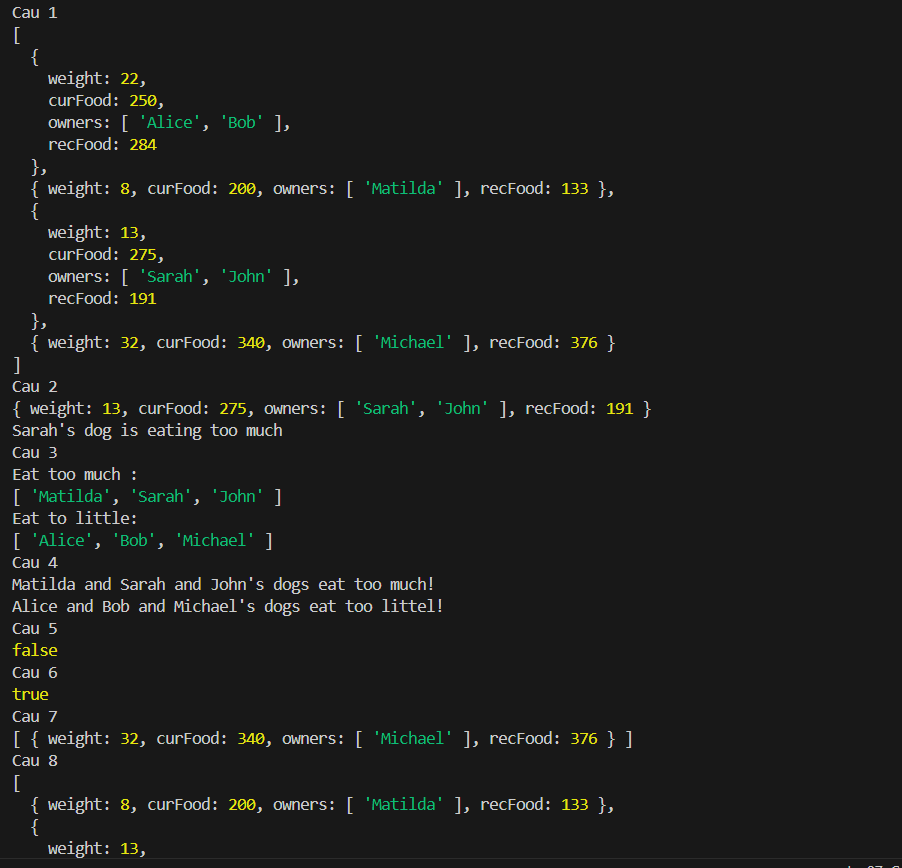 Cau 1
[
  {
    weight: 22,
    curFood: 250,
    owners: [ 'Alice', 'Bob' ],
    recFood: 284
  },
  { weight: 8, curFood: 200, owners: [ 'Matilda' ], recFood: 133 },
  {
    weight: 13,
    curFood: 275,
    owners: [ 'Sarah', 'John' ],
    recFood: 191
  },
  { weight: 32, curFood: 340, owners: [ 'Michael' ], recFood: 376 }
]
Cau 2
{ weight: 13, curFood: 275, owners: [ 'Sarah', 'John' ], recFood: 191 }
Sarah's dog is eating too much
Cau 3
Eat too much :
[ 'Matilda', 'Sarah', 'John' ]
Eat to little:
[ 'Alice', 'Bob', 'Michael' ]
Cau 4
Matilda and Sarah and John's dogs eat too much!
Alice and Bob and Michael's dogs eat too littel!
Cau 5
false
Cau 6
true
Cau 7
[ { weight: 32, curFood: 340, owners: [ 'Michael' ], recFood: 376 } ]
Cau 8
[
  { weight: 8, curFood: 200, owners: [ 'Matilda' ], recFood: 133 },
  {
    weight: 13,